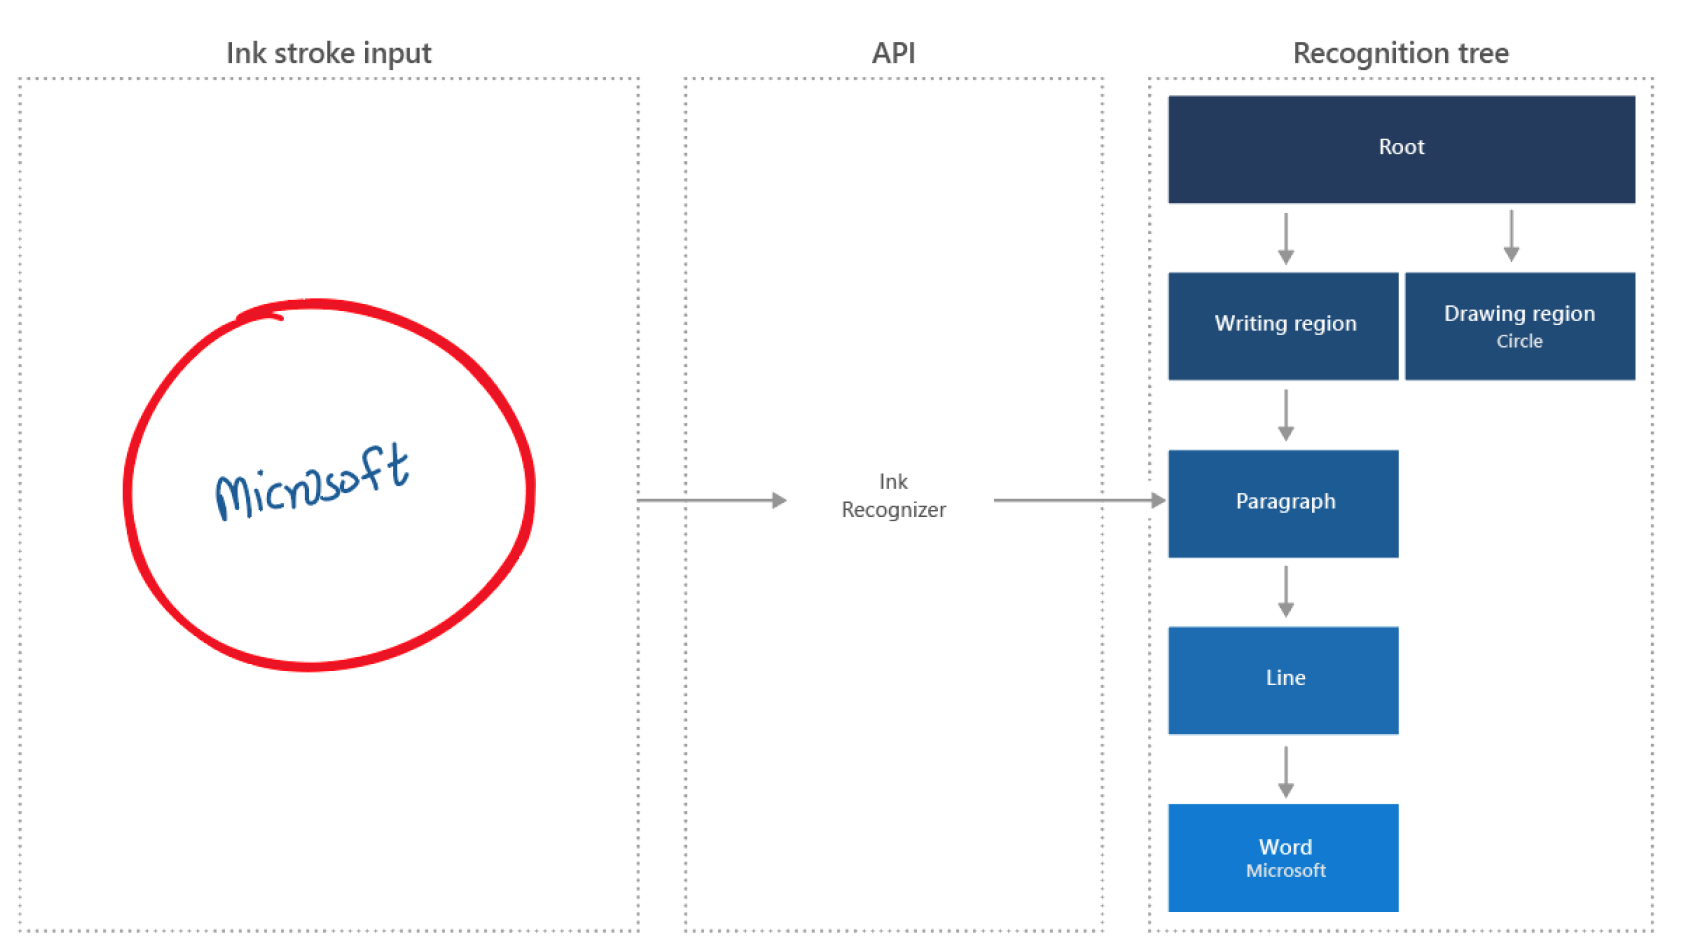 Ink stroke input
API
Recognition tree
Microsoft
Ink
Recognizer
Root
Writing region
Drawing region
Circle
Paragraph
Line
Word
Microsoft